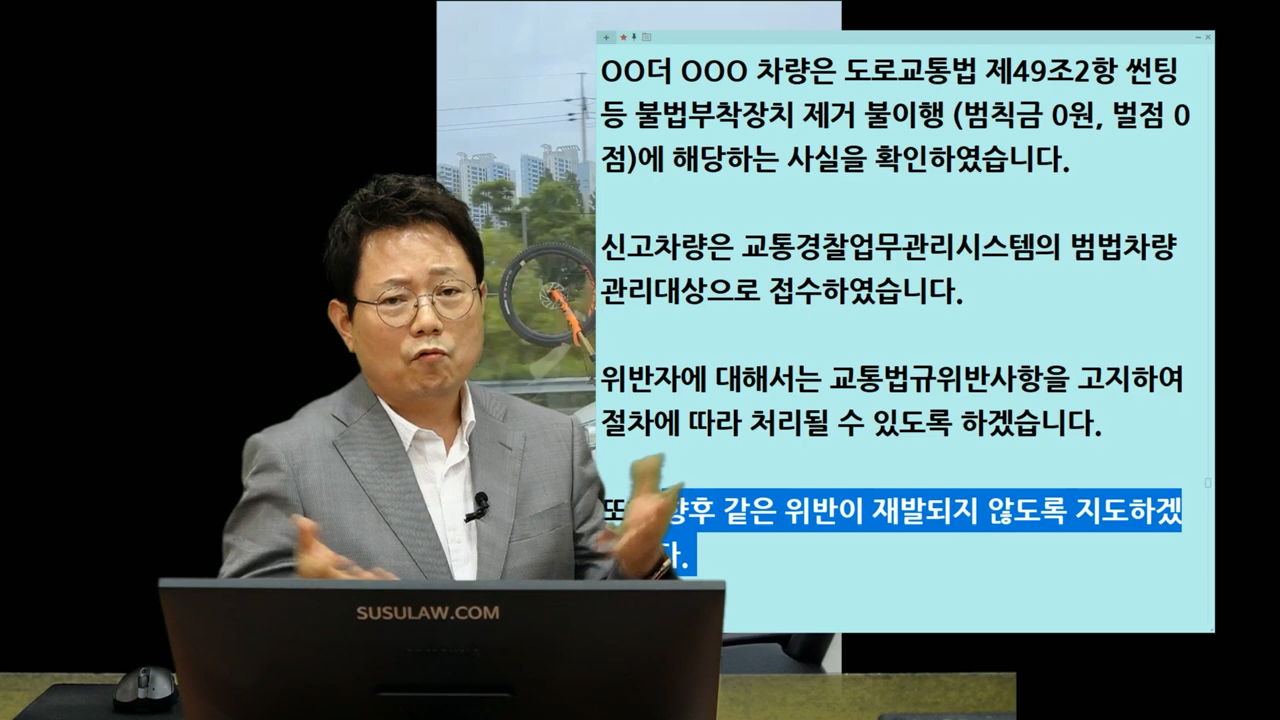 OO더 OOO 차량은 도로교통법 제49조2항 썬팅
등 불법부착장치 제거 불이행 (범칙금 0원, 벌점 0
점)에 해당하는 사실을 확인하였습니다.
신고차량은 교통경찰업무관리시스템의 범법차량
관리대상으로 접수하였습니다.
위반자에 대해서는 교통법규위반사항을 고지하여
절차에 따라 처리될 수 있도록 하겠습니다.
향후 같은 위반이 재발되지 않도록 지도하겠
다.
SUSULAW.COM